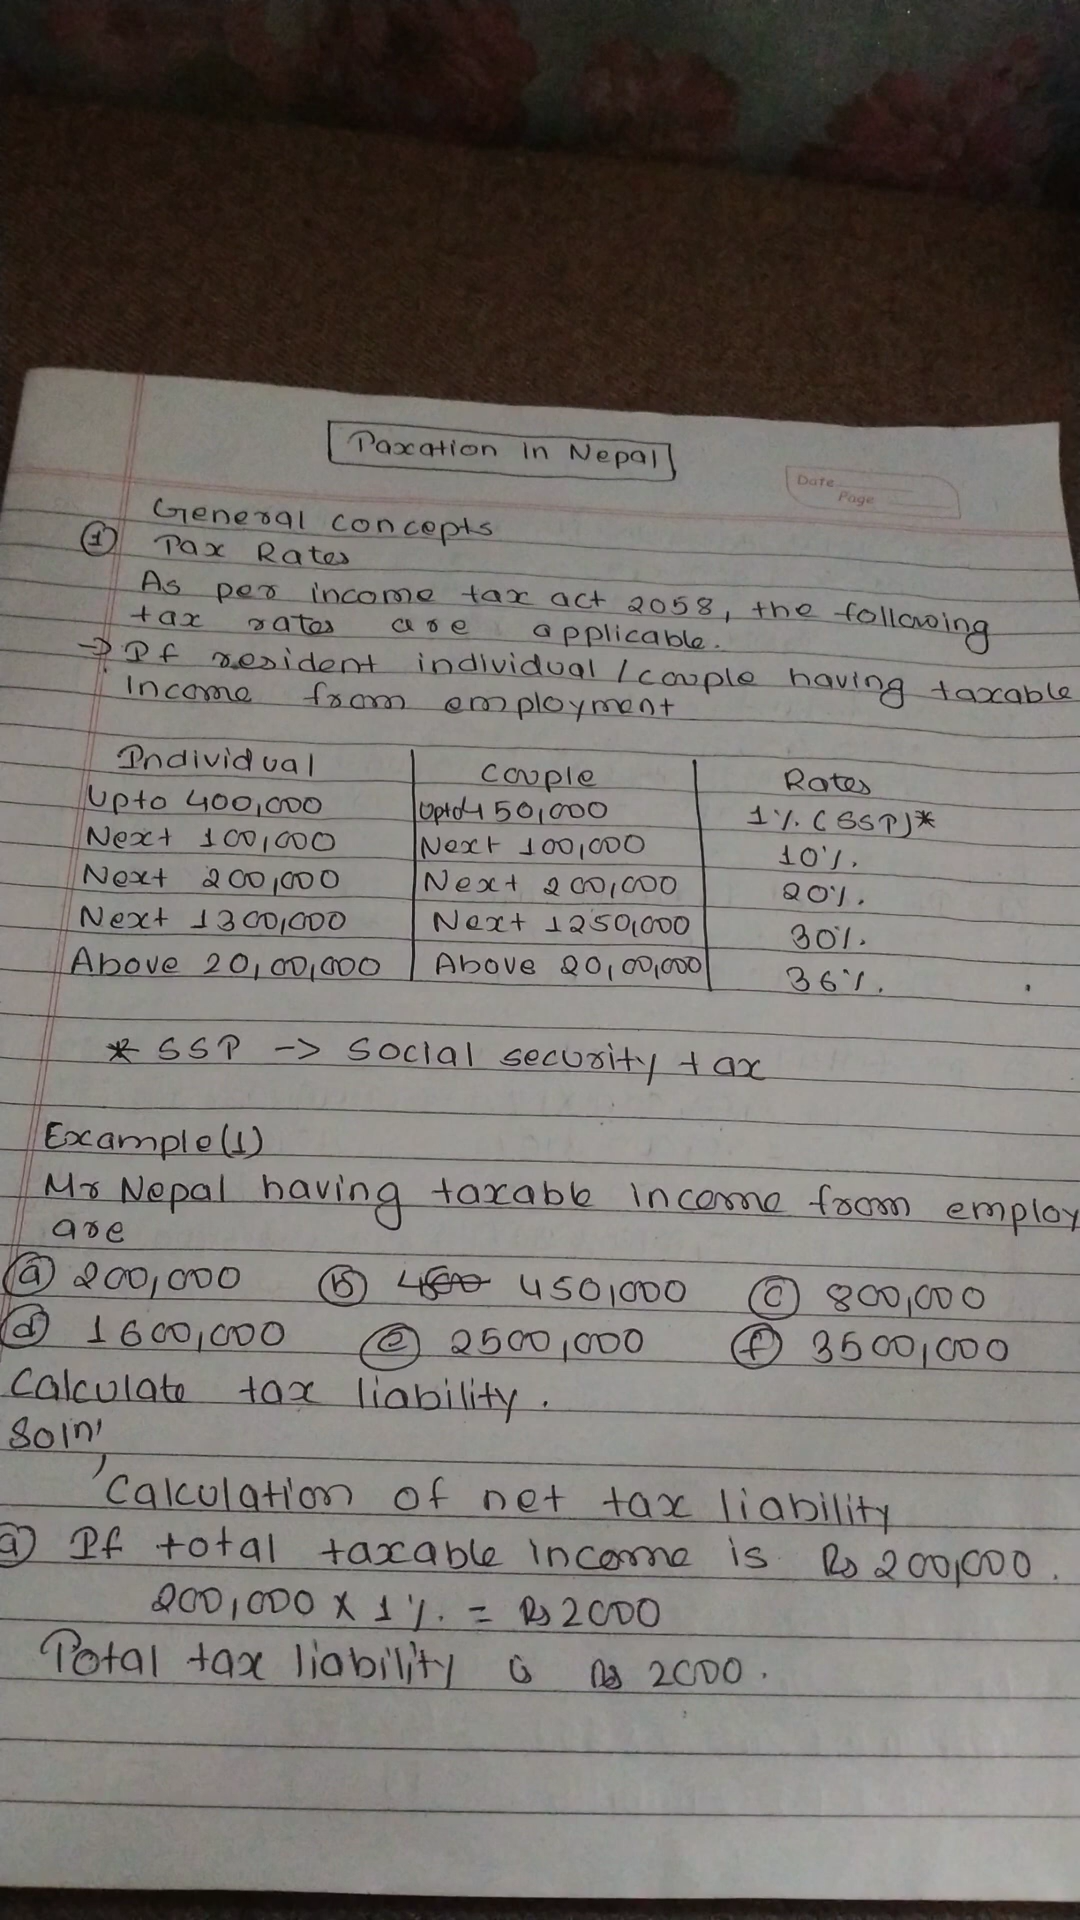 Taxation in Nepal
Date
Page
General concepts
① Tax Rates
As per income tax act 2058, the following
tax rates are applicable.
→ If resident individual / couple having taxable
income from employment
Individual | couple | Rates
Upto 400,000 | Upto 450,000 | 1% (SST)*
Next 100,000 | Next 100,000 | 10%.
Next 200,000 | Next 200,000 | 20%.
Next 1300,000 | Next 1250,000 | 30%.
Above 20,00,000 | Above 20,00,000 | 36%.
* SST -> social security tax
Example(1)
Mr Nepal having taxable income from employ
are
ⓐ 200,000 ⓑ 450,000 ⓒ 800,000
ⓓ 1600,000 ⓔ 2500,000 ⓕ 3500,000
Calculate tax liability.
Soln,
Calculation of net tax liability
ⓐ If total taxable income is Rs 200,000.
200,000 X 1%. = Rs 2000
Total tax liability is Rs 2000.